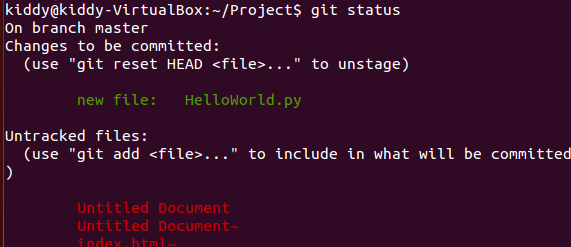 kiddy@kiddy-VirtualBox:~/Project$ git status
On branch master
Changes to be committed:
(use "git reset HEAD <file>..." to unstage)
new file: HelloWorld.py
Untracked files:
(use "git add <file>..." to include in what will be committed
)
Untitled Document
Untitled Document~
index.html~